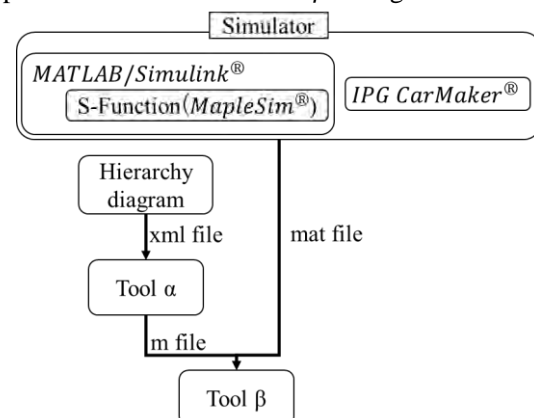 Simulator
MATLAB/Simulink®
S-Function(MapleSim®)
IPG CarMaker®
Hierarchy
diagram
xml file
mat file
Tool α
m file
Tool β